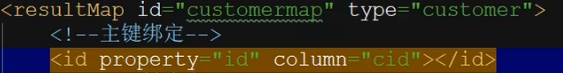 <resultMap id="customermap" type="customer">
<!--主键绑定-->
<id property="id" column="cid"></id>